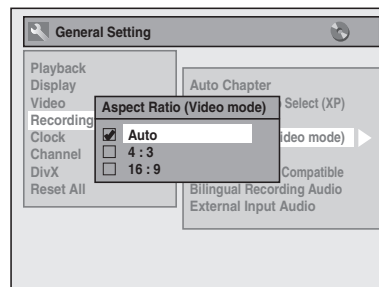 General Setting
Playback
Display
Video
Recording
Clock
Channel
DivX
Reset All
Auto Chapter
Select (XP)
ideo mode)
Compatible
Bilingual Recording Audio
External Input Audio
Aspect Ratio (Video mode)
Auto
4 : 3
16 : 9